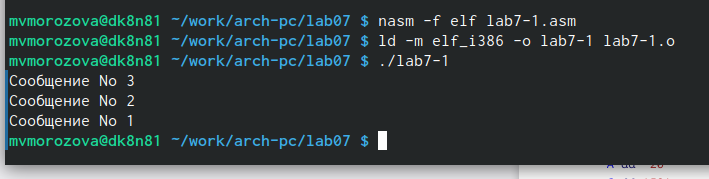 mvmorozova@dk8n81 ~/work/arch-pc/lab07 $ nasm -f elf lab7-1.asm
mvmorozova@dk8n81 ~/work/arch-pc/lab07 $ ld -m elf_i386 -o lab7-1 lab7-1.o
mvmorozova@dk8n81 ~/work/arch-pc/lab07 $ ./lab7-1
Сообщение No 3
Сообщение No 2
Сообщение No 1
mvmorozova@dk8n81 ~/work/arch-pc/lab07 $